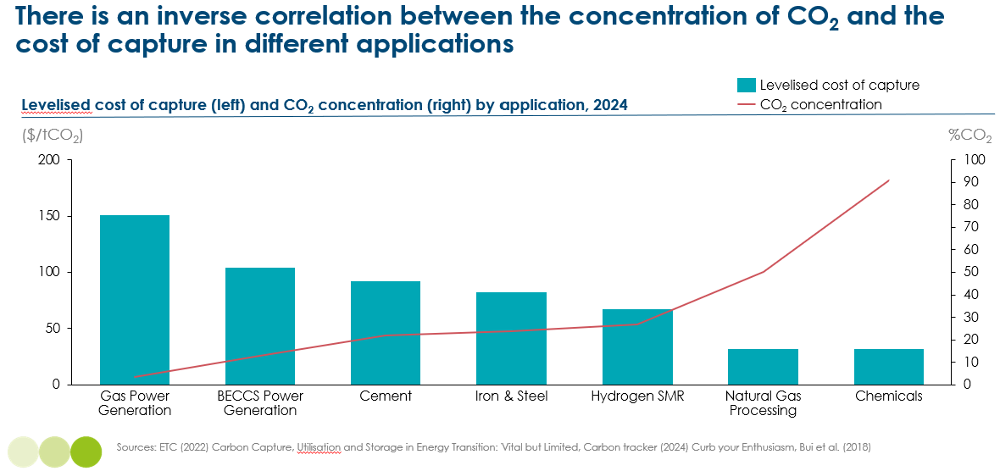 There is an inverse correlation between the concentration of CO₂ and the
cost of capture in different applications
Levelised cost of capture
CO₂ concentration
Levelised cost of capture (left) and CO₂ concentration (right) by application, 2024
($/tCO₂)
%CO₂
200
150
100
50
0
100
90
80
70
60
50
40
30
20
10
0
Gas Power
Generation
BECCS Power
Generation
Cement
Iron & Steel
Hydrogen SMR
Natural Gas
Processing
Chemicals
Sources: ETC (2022) Carbon Capture, Utilisation and Storage in Energy Transition: Vital but Limited, Carbon tracker (2024) Curb your Enthusiasm, Bui et al. (2018)